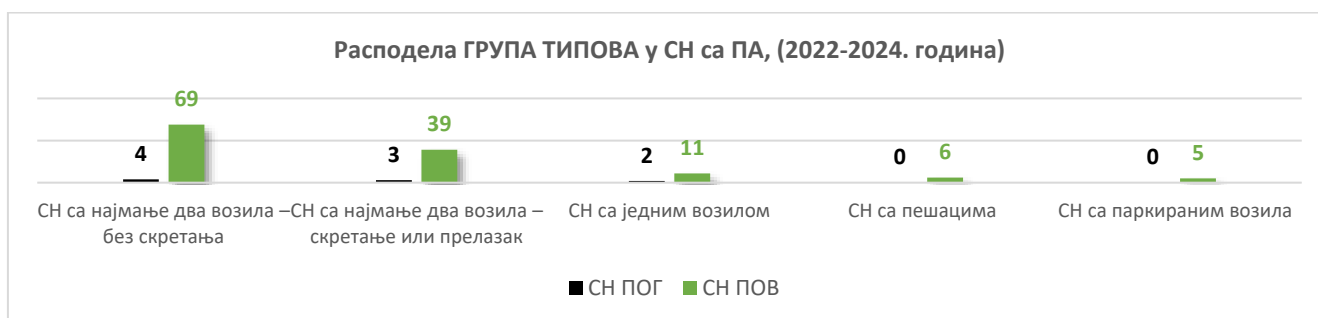 Расподела ГРУПА ТИПОВА у СН са ПА, (2022-2024. година)
4 69 3 39 2 11 0 6 0 5
СН са најмање два возила – без скретања
СН са најмање два возила – скретање или прелазак
СН са једним возилом
СН са пешацима
СН са паркираним возила
СН ПОГ СН ПОВ